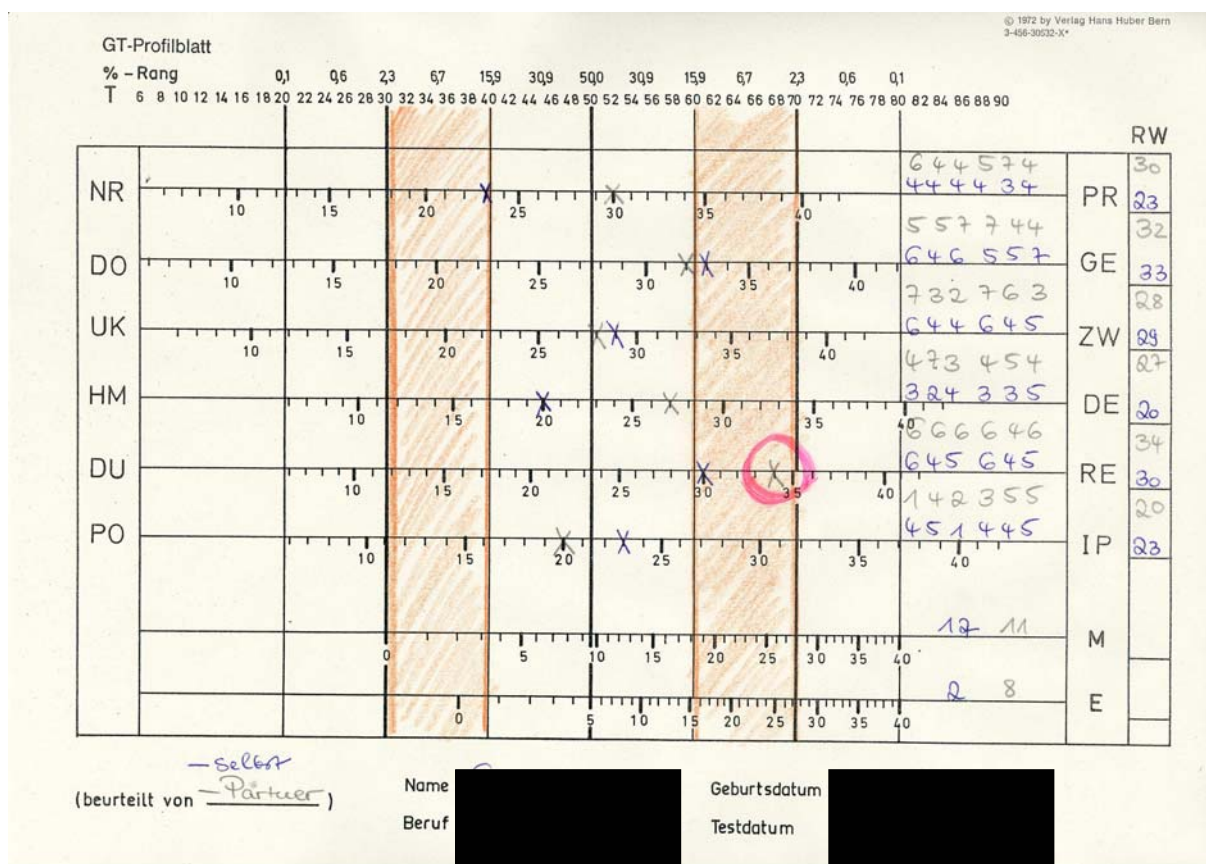 © 1972 by Verlag Hans Huber Bern
3-456-30532-X*
GT-Profilblatt
%-Rang 0,1 0,6 2,3 6,7 15,9 30,9 50,0 30,9 15,9 6,7 2,3 0,6 0,1
T 6 8 10 12 14 16 18 20 22 24 26 28 30 32 34 36 38 40 42 44 46 48 50 52 54 56 58 60 62 64 66 68 70 72 74 76 78 80 82 84 86 88 90
RW
644574 30
NR PR
444434 23
10 15 20 25 30 35 40
557744 32
DO 646557 GE 33
10 15 20 25 30 35 40
732763 28
UK 644645 ZW 29
10 15 20 25 30 35 40
473454 27
HM 324335 DE 20
10 15 20 25 30 35 40
666646 34
DU 645645 RE 30
10 15 20 25 30 35 40
142355 20
PO 451445 IP 23
10 15 20 25 30 35 40
12 11 M
0 5 10 15 20 25 30 35 40
2 8 E
0 5 10 15 20 25 30 35 40
- selbst
(beurteilt von - Partner)
Name Geburtsdatum
Beruf Testdatum